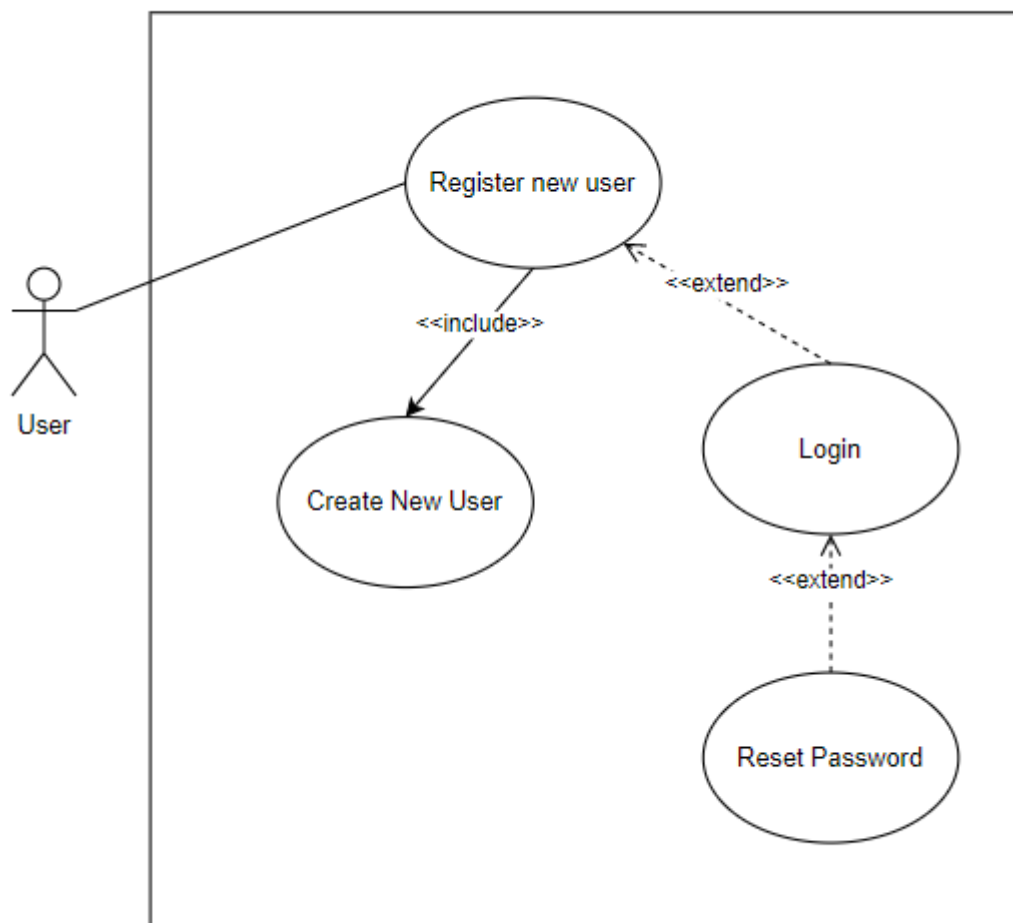 Register new user
<<extend>>
<<include>>
User
Login
Create New User
<<extend>>
Reset Password